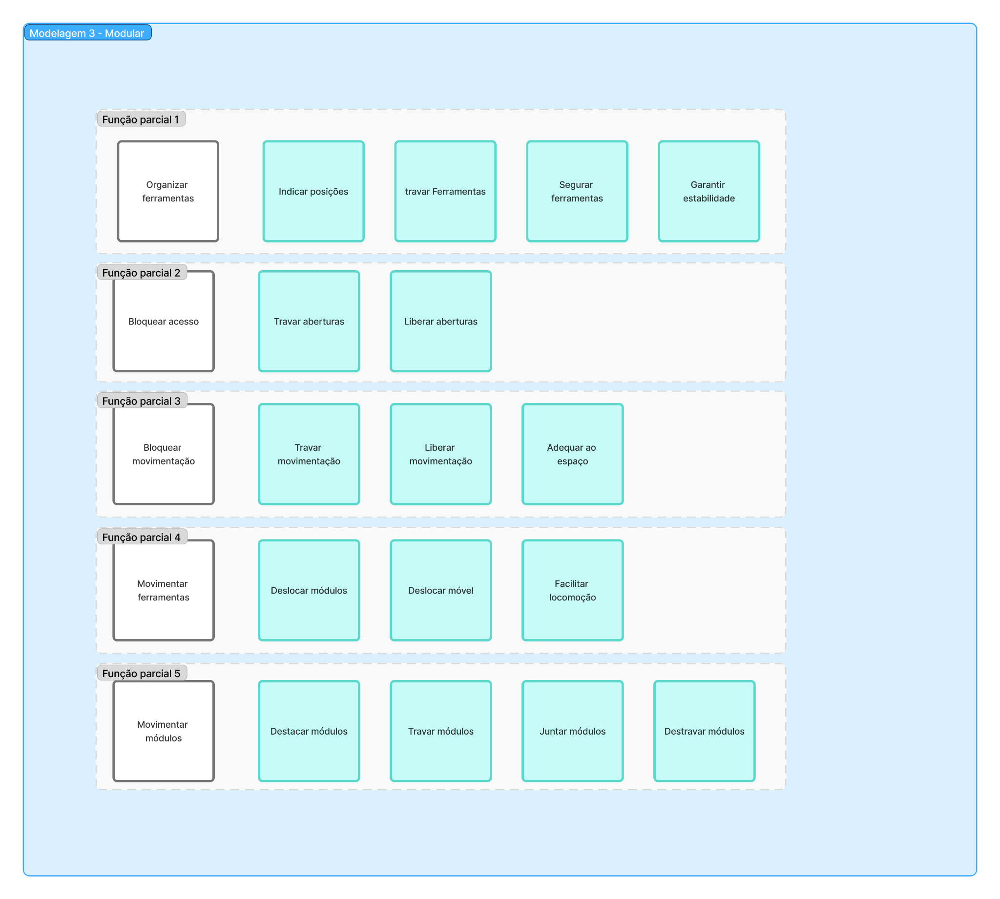 Modelagem 3 - Modular
Função parcial 1
Organizar
ferramentas
Indicar posições
travar Ferramentas
Segurar
ferramentas
Garantir
estabilidade
Função parcial 2
Bloquear acesso
Travar aberturas
Liberar aberturas
Função parcial 3
Bloquear
movimentação
Travar
movimentação
Liberar
movimentação
Adequar ao
espaço
Função parcial 4
Movimentar
ferramentas
Deslocar módulos
Deslocar móvel
Facilitar
locomoção
Função parcial 5
Movimentar
módulos
Destacar módulos
Travar módulos
Juntar módulos
Destravar módulos